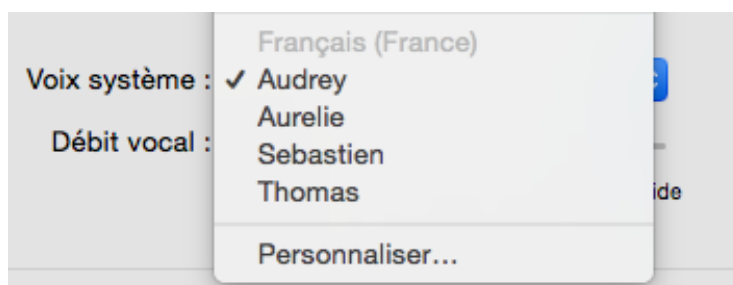 Français (France)
Voix système : ✓ Audrey
Aurelie
Débit vocal :
Sebastien
Thomas
ide
Personnaliser...